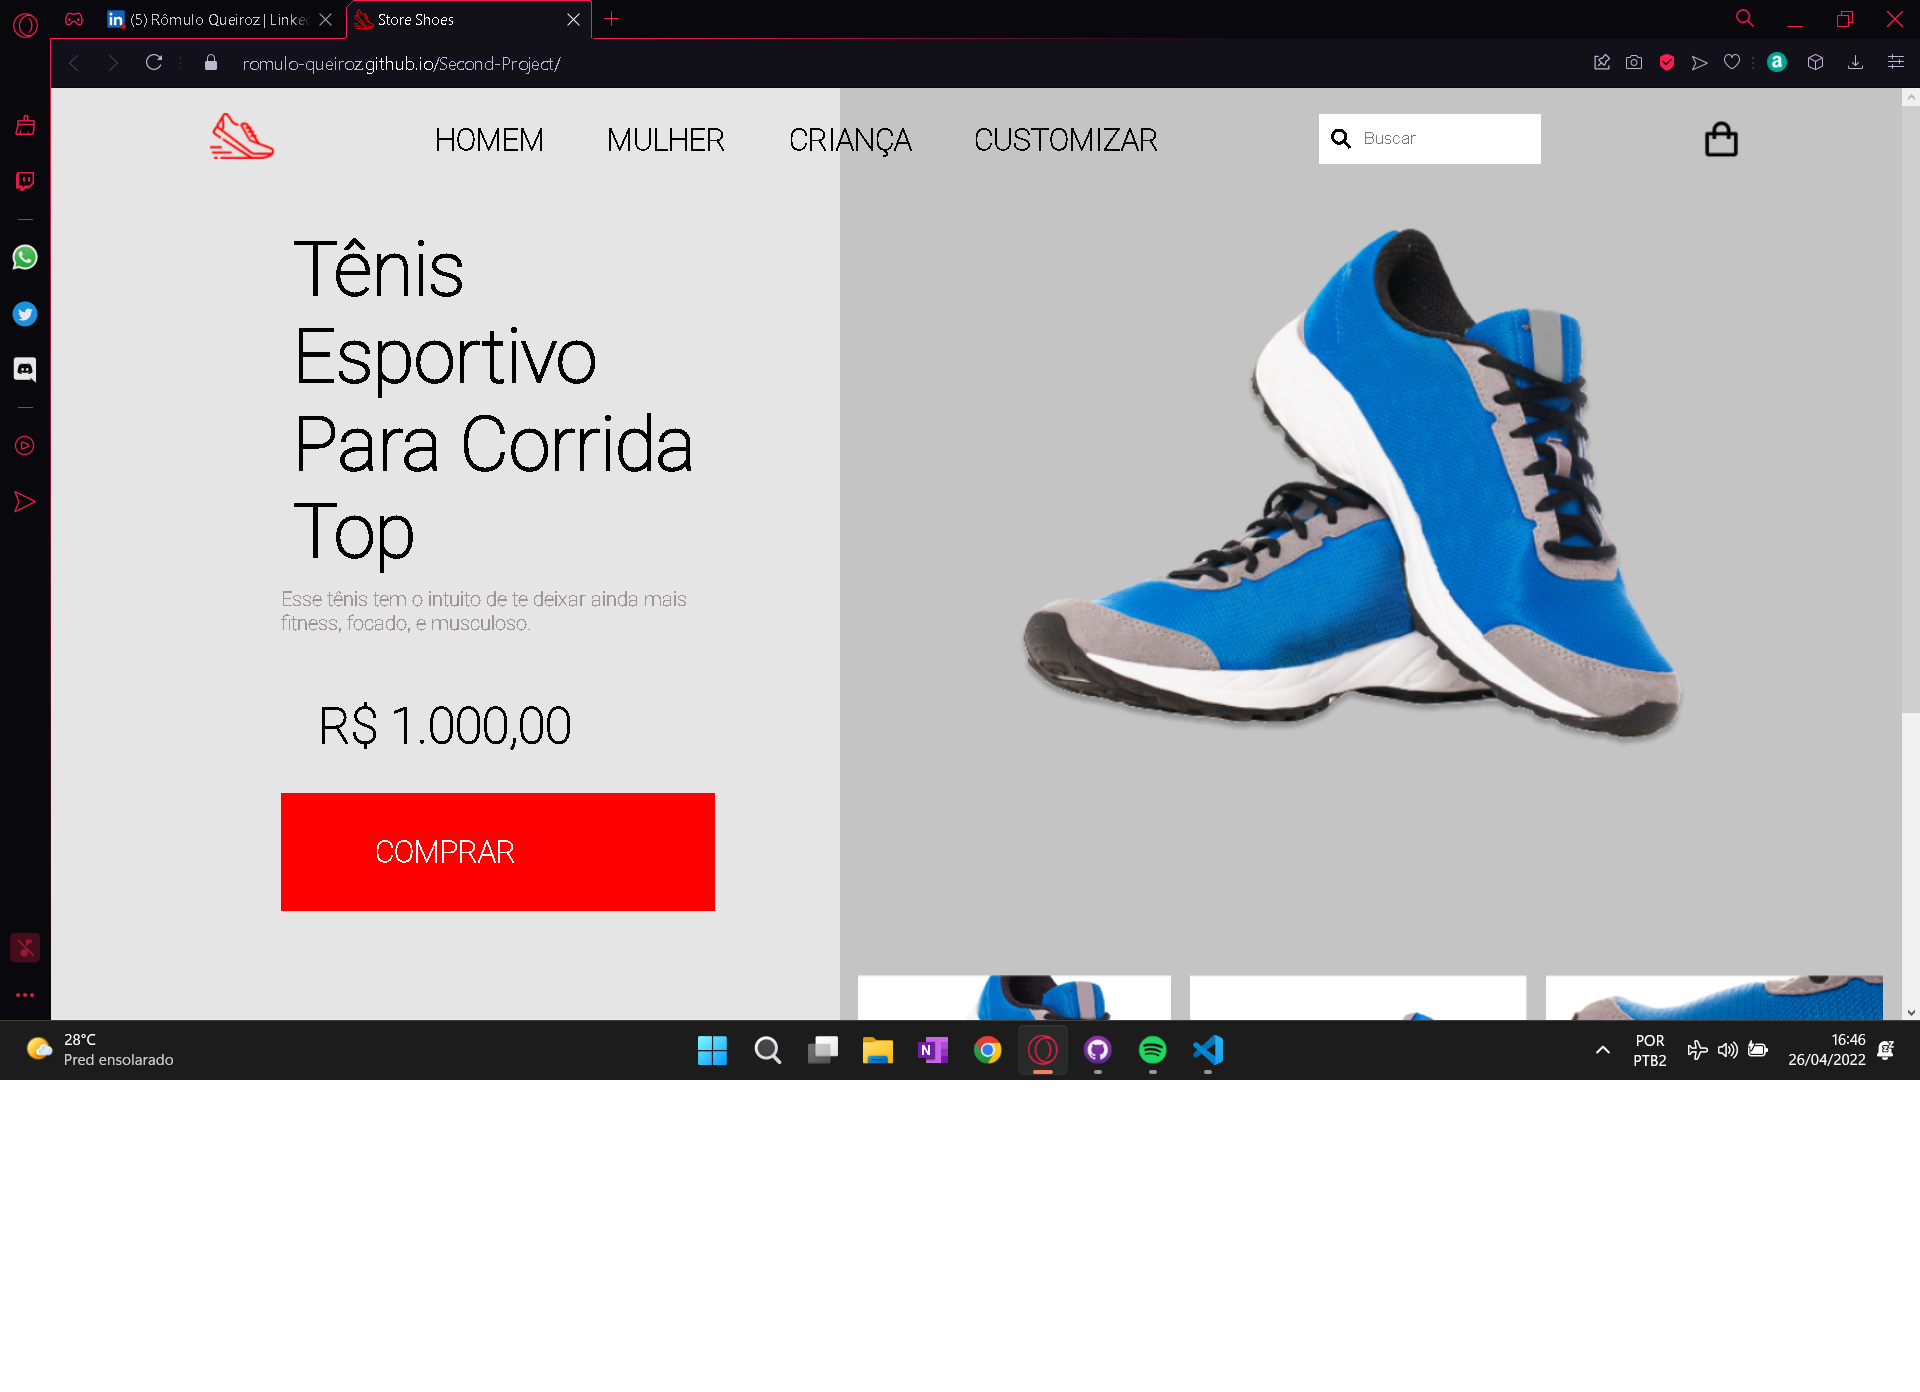 (5) Rômulo Queiroz | Linke
Store Shoes
romulo-queiroz.github.io/Second-Project/
HOMEM MULHER CRIANÇA CUSTOMIZAR
Buscar
Tênis
Esportivo
Para Corrida
Top
Esse tênis tem o intuito de te deixar ainda mais
fitness, focado, e musculoso.
R$ 1.000,00
COMPRAR
28°C
Pred ensolarado
POR
PTB2
16:46
26/04/2022